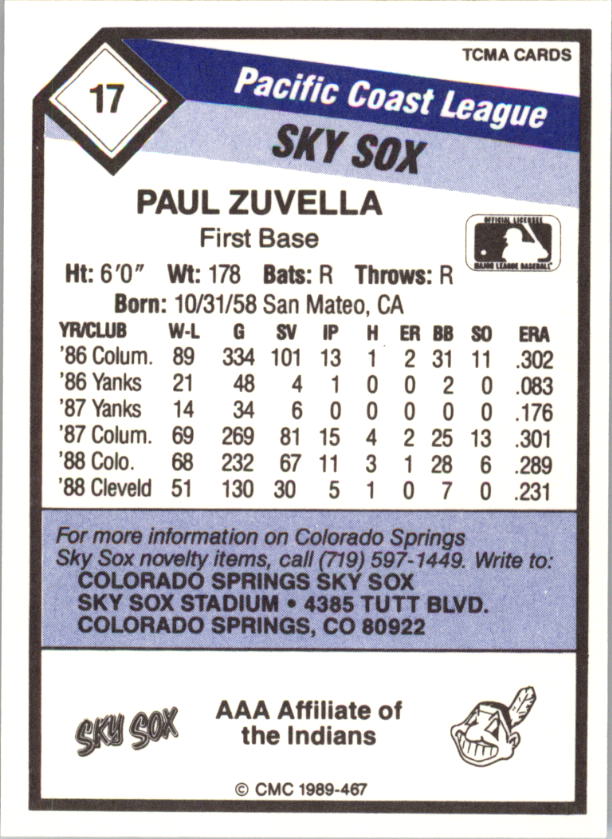 TCMA CARDS
17
Pacific Coast League
SKY SOX
PAUL ZUVELLA
First Base
OFFICIAL LICENSEE
MAJOR LEAGUE BASEBALL
Ht: 6'0" Wt: 178 Bats: R Throws: R
Born: 10/31/58 San Mateo, CA
YR/CLUB W-L G SV IP H ER BB SO ERA
'86 Colum. 89 334 101 13 1 2 31 11 .302
'86 Yanks 21 48 4 1 0 0 2 0 .083
'87 Yanks 14 34 6 0 0 0 0 0 .176
'87 Colum. 69 269 81 15 4 2 25 13 .301
'88 Colo. 68 232 67 11 3 1 28 6 .289
'88 Cleveld 51 130 30 5 1 0 7 0 .231
For more information on Colorado Springs
Sky Sox novelty items, call (719) 597-1449. Write to:
COLORADO SPRINGS SKY SOX
SKY SOX STADIUM • 4385 TUTT BLVD.
COLORADO SPRINGS, CO 80922
SKY SOX
AAA Affiliate of
the Indians
© CMC 1989-467